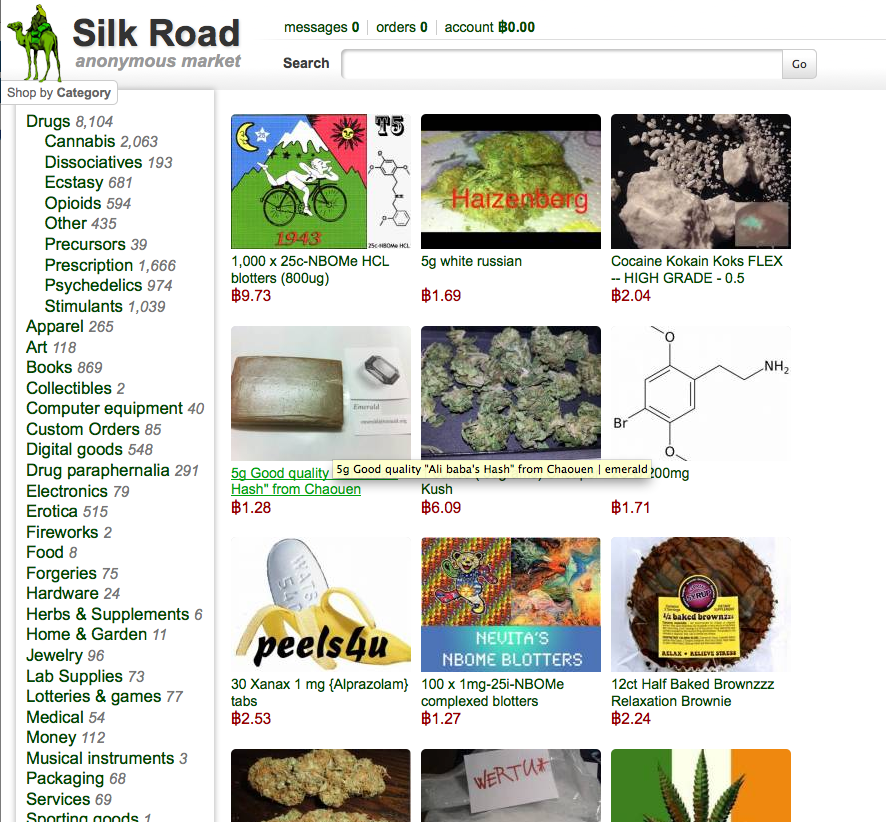 Silk Road
anonymous market
messages 0
orders 0
account ฿0.00
Search
Go
Shop by Category
Drugs 8,104
Cannabis 2,063
Dissociatives 193
Ecstasy 681
Opioids 594
Other 435
Precursors 39
Prescription 1,666
Psychedelics 974
Stimulants 1,039
Apparel 265
Art 118
Books 869
Collectibles 2
Computer equipment 40
Custom Orders 85
Digital goods 548
Drug paraphernalia 291
Electronics 79
Erotica 515
Fireworks 2
Food 8
Forgeries 75
Hardware 24
Herbs & Supplements 6
Home & Garden 11
Jewelry 96
Lab Supplies 73
Lotteries & games 77
Medical 54
Money 112
Musical instruments 3
Packaging 68
Services 69
Sporting goods 1
T5
1943
25c-NBOMe HCL
1,000 x 25c-NBOMe HCL
blotters (800ug)
฿9.73
Haizenberg
5g white russian
฿1.69
Cocaine Kokain Koks FLEX
-- HIGH GRADE - 0.5
฿2.04
Emerald
5g Good quality
Hash" from Chaouen
฿1.28
5g Good quality "Ali baba's Hash" from Chaouen | emerald
Kush
฿6.09
O
NH2
Br
O
200mg
฿1.71
peels4u
30 Xanax 1 mg {Alprazolam}
tabs
฿2.53
NEVITA'S
NBOME BLOTTERS
100 x 1mg-25i-NBOMe
complexed blotters
฿1.27
SYRUP
1/2 baked brownzzz
RELAX + RELIEVE STRESS
12ct Half Baked Brownzzz
Relaxation Brownie
฿2.24
WERTU*